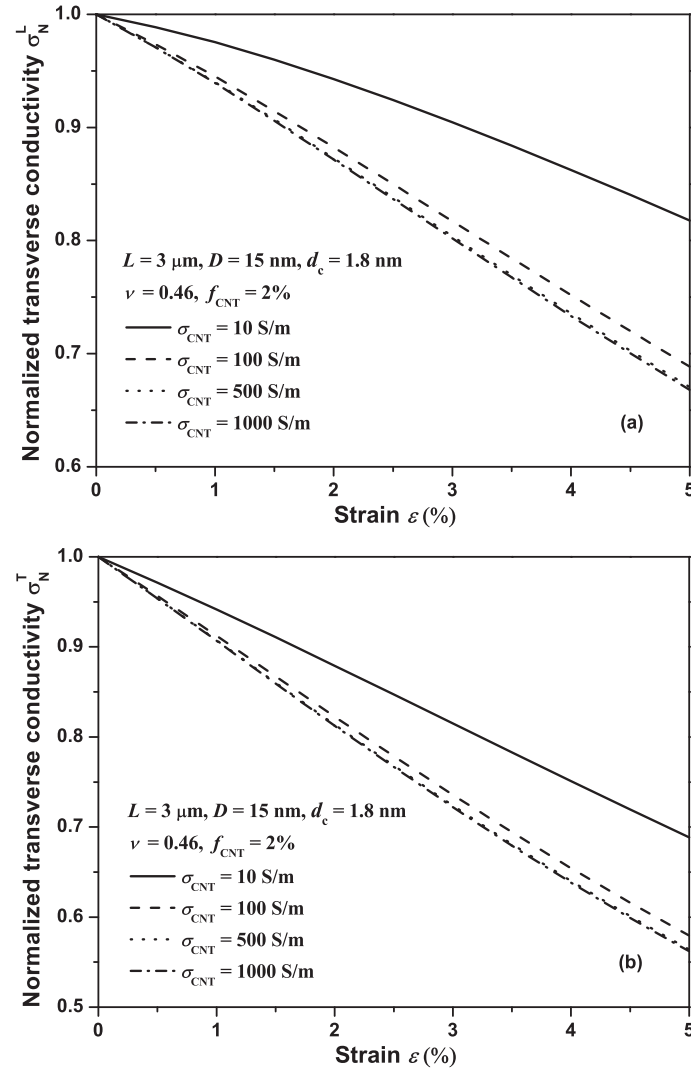 Normalized transverse conductivity σ_N^L
1.0
0.9
0.8
0.7
0.6
L = 3 μm, D = 15 nm, d_c = 1.8 nm
ν = 0.46, f_CNT = 2%
σ_CNT = 10 S/m
σ_CNT = 100 S/m
σ_CNT = 500 S/m
σ_CNT = 1000 S/m
(a)
0 1 2 3 4 5
Strain ε (%)
Normalized transverse conductivity σ_N^T
1.0
0.9
0.8
0.7
0.6
0.5
L = 3 μm, D = 15 nm, d_c = 1.8 nm
ν = 0.46, f_CNT = 2%
σ_CNT = 10 S/m
σ_CNT = 100 S/m
σ_CNT = 500 S/m
σ_CNT = 1000 S/m
(b)
0 1 2 3 4 5
Strain ε (%)